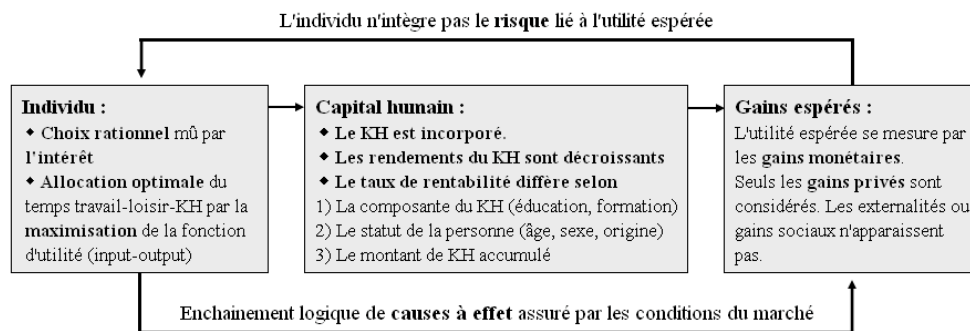 L'individu n'intègre pas le risque lié à l'utilité espérée
Individu :
◆ Choix rationnel mû par
l'intérêt
◆ Allocation optimale du
temps travail-loisir-KH par la
maximisation de la fonction
d'utilité (input-output)
Capital humain :
◆ Le KH est incorporé.
◆ Les rendements du KH sont décroissants
◆ Le taux de rentabilité diffère selon
1) La composante du KH (éducation, formation)
2) Le statut de la personne (âge, sexe, origine)
3) Le montant de KH accumulé
Gains espérés :
L'utilité espérée se mesure par
les gains monétaires.
Seuls les gains privés sont
considérés. Les externalités ou
gains sociaux n'apparaissent
pas.
Enchainement logique de causes à effet assuré par les conditions du marché